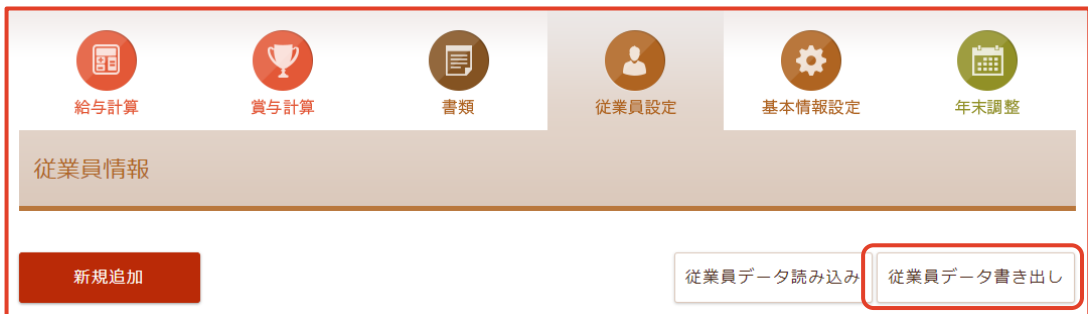 給与計算
賞与計算
書類
従業員設定
基本情報設定
年末調整
従業員情報
新規追加
従業員データ読み込み
従業員データ書き出し